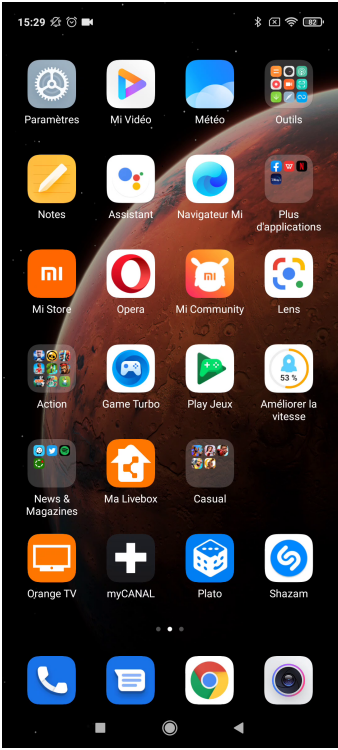 15:29 82
Paramètres Mi Vidéo Météo Outils
Notes Assistant Navigateur Mi Plus
d'applications
mi mi
Mi Store Opera Mi Community Lens
53 %
Action Game Turbo Play Jeux Améliorer la
vitesse
News &
Magazines Ma Livebox Casual
Orange TV myCANAL Plato Shazam